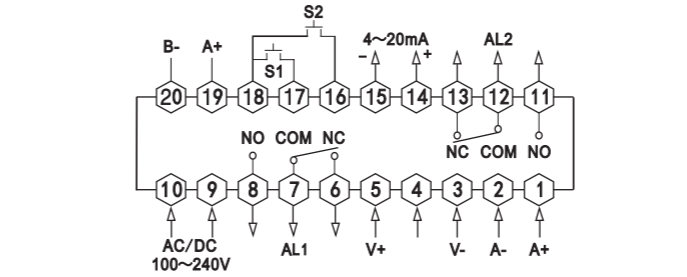 S2
B- A+ S1 4~20mA AL2
- +
20 19 18 17 16 15 14 13 12 11
NO COM NC NC COM NO
10 9 8 7 6 5 4 3 2 1
AC/DC AL1 V+ V- A- A+
100~240V